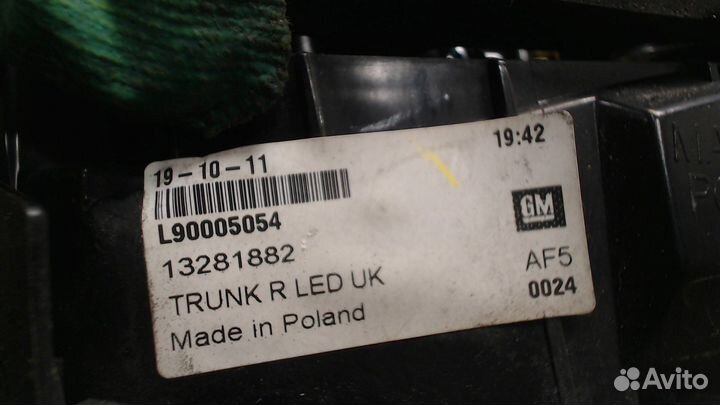 19-10-11 19:42
L90005054
13281882
GM
TRUNK R LED UK AF5
Made in Poland 0024
Avito